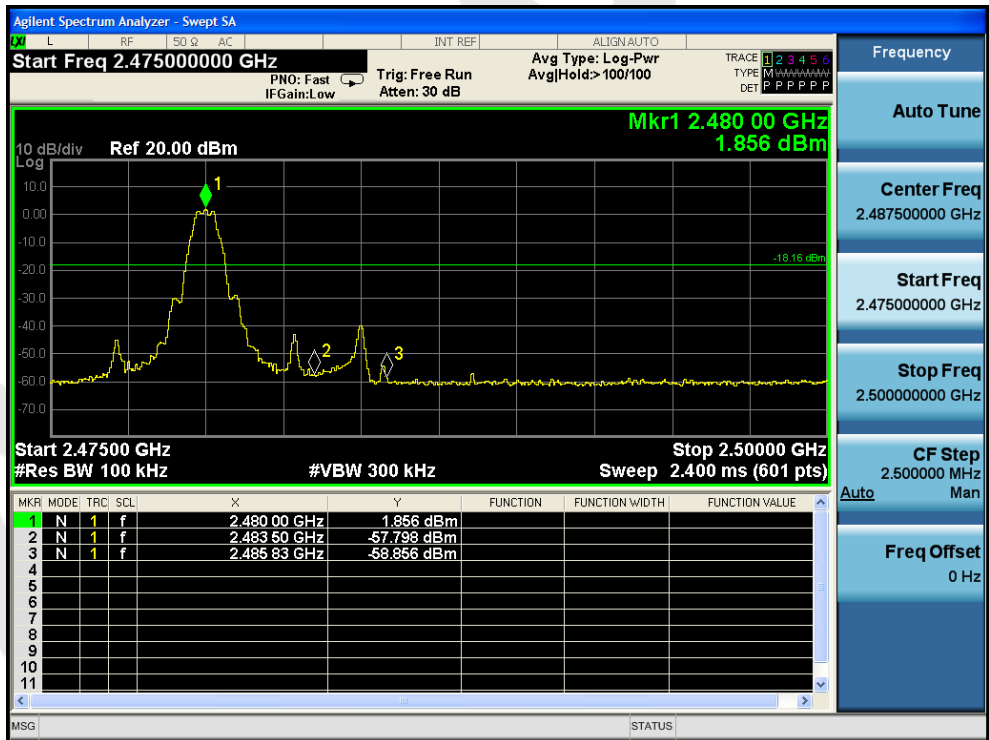 Agilent Spectrum Analyzer - Swept SA
LXI L RF 50 Ω AC INT REF ALIGN AUTO
Start Freq 2.475000000 GHz
PNO: Fast
IFGain:Low
Trig: Free Run
Atten: 30 dB
Avg Type: Log-Pwr
Avg|Hold:>100/100
TRACE 1 2 3 4 5 6
TYPE M
DET P P P P P P
Mkr1 2.480 00 GHz
1.856 dBm
10 dB/div Ref 20.00 dBm
Log
10.0
0.00
-10.0
-20.0
-30.0
-40.0
-50.0
-60.0
-70.0
1
-18.16 dBm
2
3
Start 2.47500 GHz Stop 2.50000 GHz
#Res BW 100 kHz #VBW 300 kHz Sweep 2.400 ms (601 pts)
MKR MODE TRC SCL X Y FUNCTION FUNCTION WIDTH FUNCTION VALUE
1 N 1 f 2.480 00 GHz 1.856 dBm
2 N 1 f 2.483 50 GHz -57.798 dBm
3 N 1 f 2.485 83 GHz -58.856 dBm
4
5
6
7
8
9
10
11
MSG STATUS
Frequency
Auto Tune
Center Freq
2.487500000 GHz
Start Freq
2.475000000 GHz
Stop Freq
2.500000000 GHz
CF Step
2.500000 MHz
Auto Man
Freq Offset
0 Hz